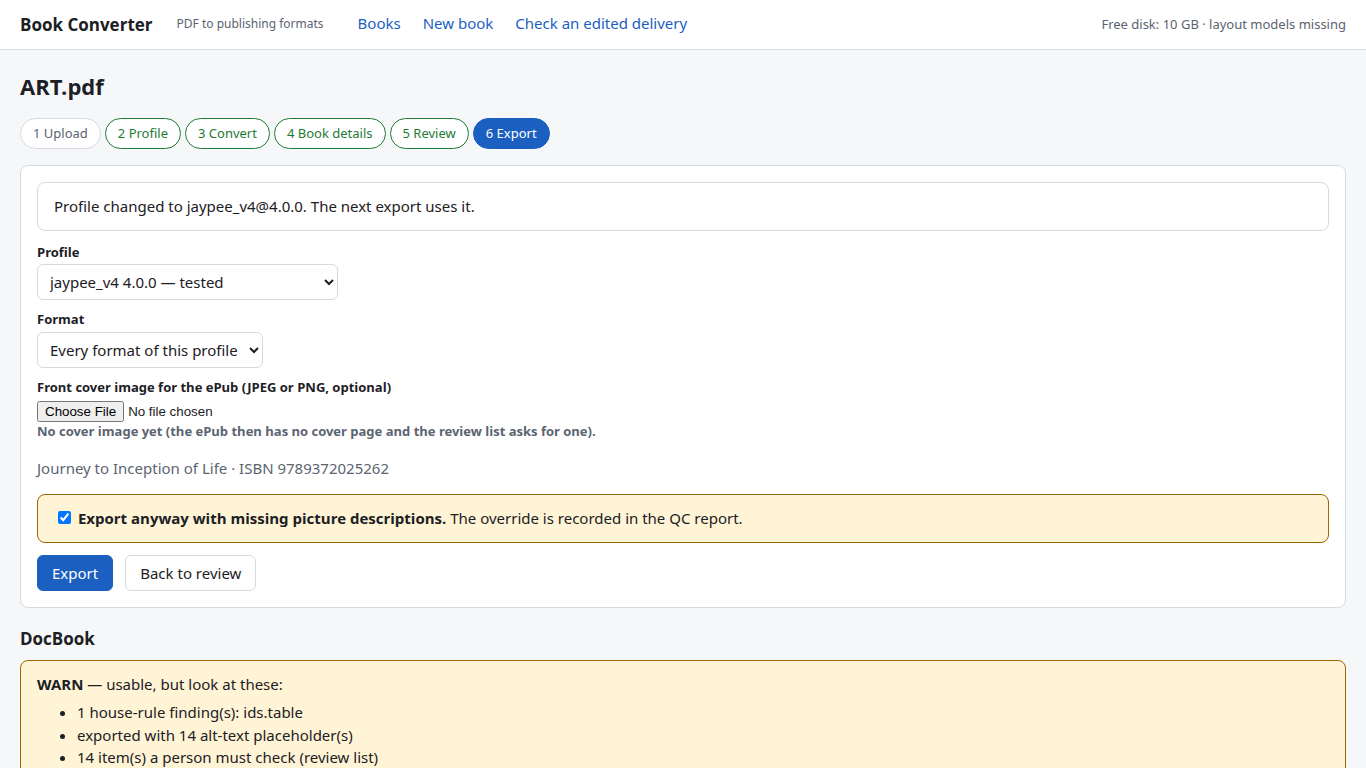 Book Converter
PDF to publishing formats
Books
New book
Check an edited delivery
Free disk: 10 GB · layout models missing
ART.pdf
1 Upload
2 Profile
3 Convert
4 Book details
5 Review
6 Export
Profile changed to jaypee_v4@4.0.0. The next export uses it.
Profile
jaypee_v4 4.0.0 — tested
Format
Every format of this profile
Front cover image for the ePub (JPEG or PNG, optional)
Choose File No file chosen
No cover image yet (the ePub then has no cover page and the review list asks for one).
Journey to Inception of Life · ISBN 9789372025262
Export anyway with missing picture descriptions. The override is recorded in the QC report.
Export
Back to review
DocBook
WARN — usable, but look at these:
• 1 house-rule finding(s): ids.table
• exported with 14 alt-text placeholder(s)
• 14 item(s) a person must check (review list)